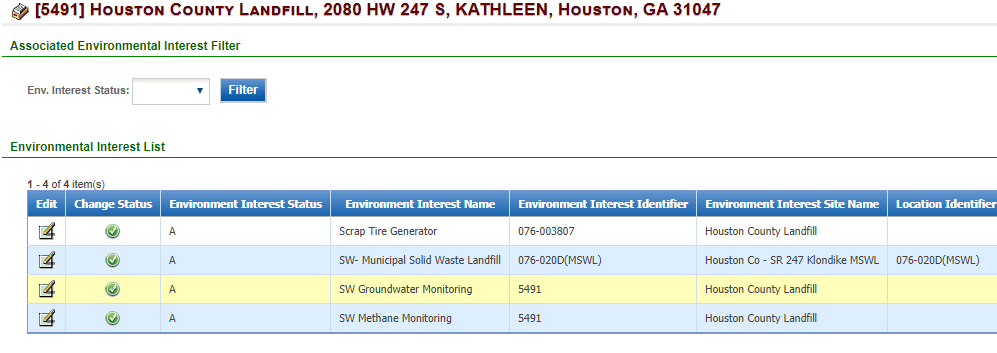 [5491] Houston County Landfill, 2080 HW 247 S, KATHLEEN, Houston, GA 31047
Associated Environmental Interest Filter
Env. Interest Status: Filter
Environmental Interest List
1 - 4 of 4 item(s)
Edit Change Status Environment Interest Status Environment Interest Name Environment Interest Identifier Environment Interest Site Name Location Identifier
A Scrap Tire Generator 076-003807 Houston County Landfill
A SW- Municipal Solid Waste Landfill 076-020D(MSWL) Houston Co - SR 247 Klondike MSWL 076-020D(MSWL)
A SW Groundwater Monitoring 5491 Houston County Landfill
A SW Methane Monitoring 5491 Houston County Landfill